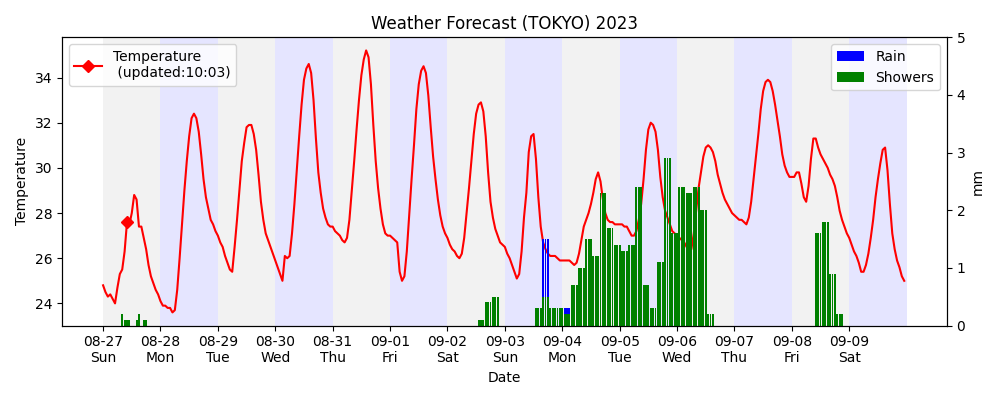 Weather Forecast (TOKYO) 2023
Temperature
(updated:10:03)
Rain
Showers
Temperature
34
32
30
28
26
24
5
4
3
2
1
0
mm
08-27 08-28 08-29 08-30 08-31 09-01 09-02 09-03 09-04 09-05 09-06 09-07 09-08 09-09
Sun Mon Tue Wed Thu Fri Sat Sun Mon Tue Wed Thu Fri Sat
Date